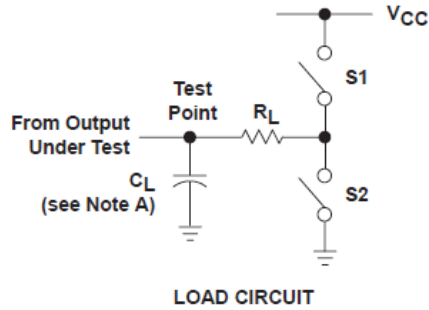 VCC
S1
Test
Point
RL
From Output
Under Test
CL
(see Note A)
S2
LOAD CIRCUIT